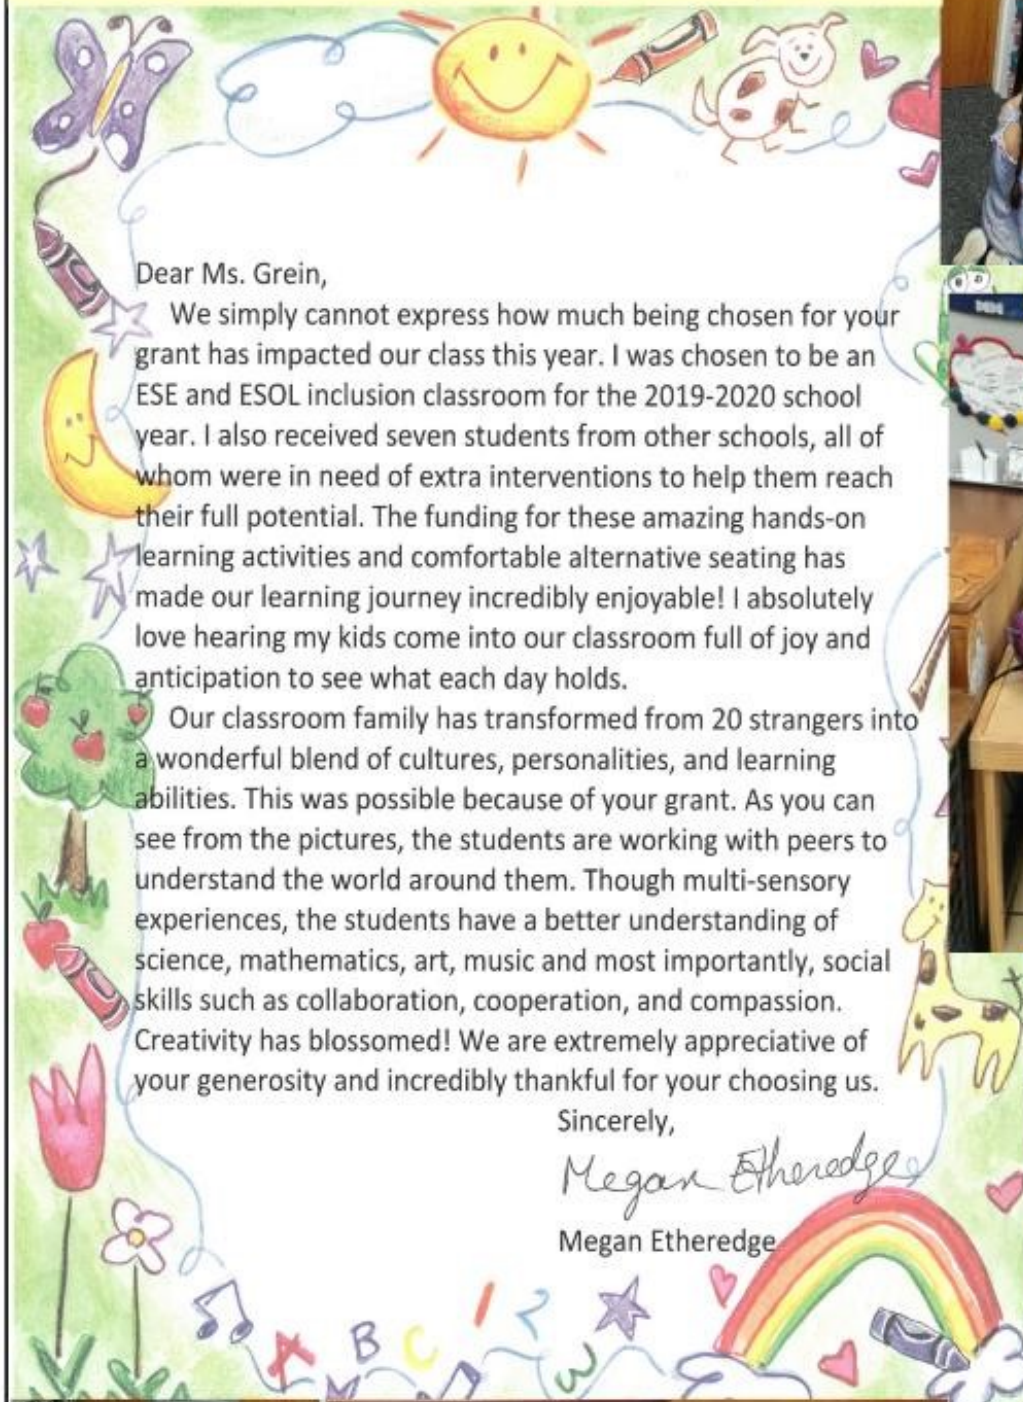 Dear Ms. Grein,
We simply cannot express how much being chosen for your
grant has impacted our class this year. I was chosen to be an
ESE and ESOL inclusion classroom for the 2019-2020 school
year. I also received seven students from other schools, all of
whom were in need of extra interventions to help them reach
their full potential. The funding for these amazing hands-on
learning activities and comfortable alternative seating has
made our learning journey incredibly enjoyable! I absolutely
love hearing my kids come into our classroom full of joy and
anticipation to see what each day holds.
Our classroom family has transformed from 20 strangers into
a wonderful blend of cultures, personalities, and learning
abilities. This was possible because of your grant. As you can
see from the pictures, the students are working with peers to
understand the world around them. Though multi-sensory
experiences, the students have a better understanding of
science, mathematics, art, music and most importantly, social
skills such as collaboration, cooperation, and compassion.
Creativity has blossomed! We are extremely appreciative of
your generosity and incredibly thankful for your choosing us.
Sincerely,
Megan Etheredge
Megan Etheredge
A B C 1 2 3